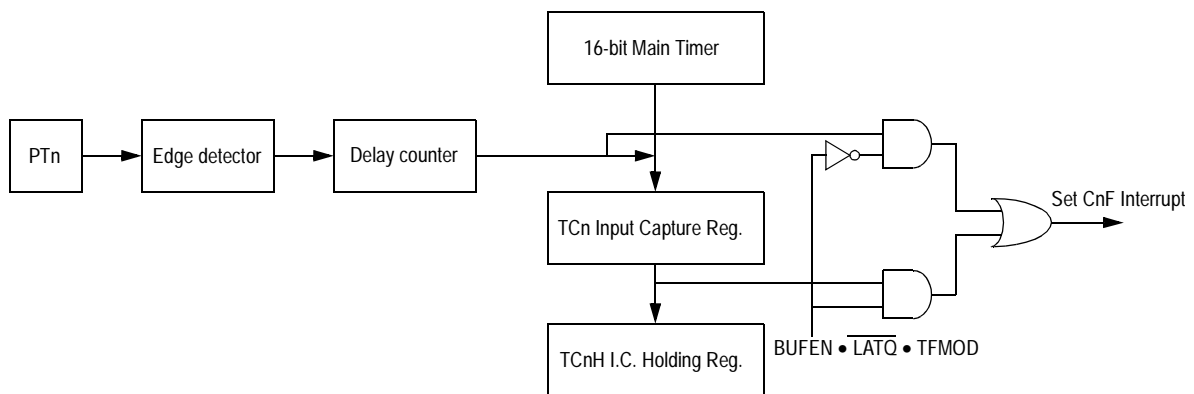 16-bit Main Timer
PTn
Edge detector
Delay counter
TCn Input Capture Reg.
Set CnF Interrupt
TCnH I.C. Holding Reg.
BUFEN • L̅A̅T̅Q̅ • TFMOD